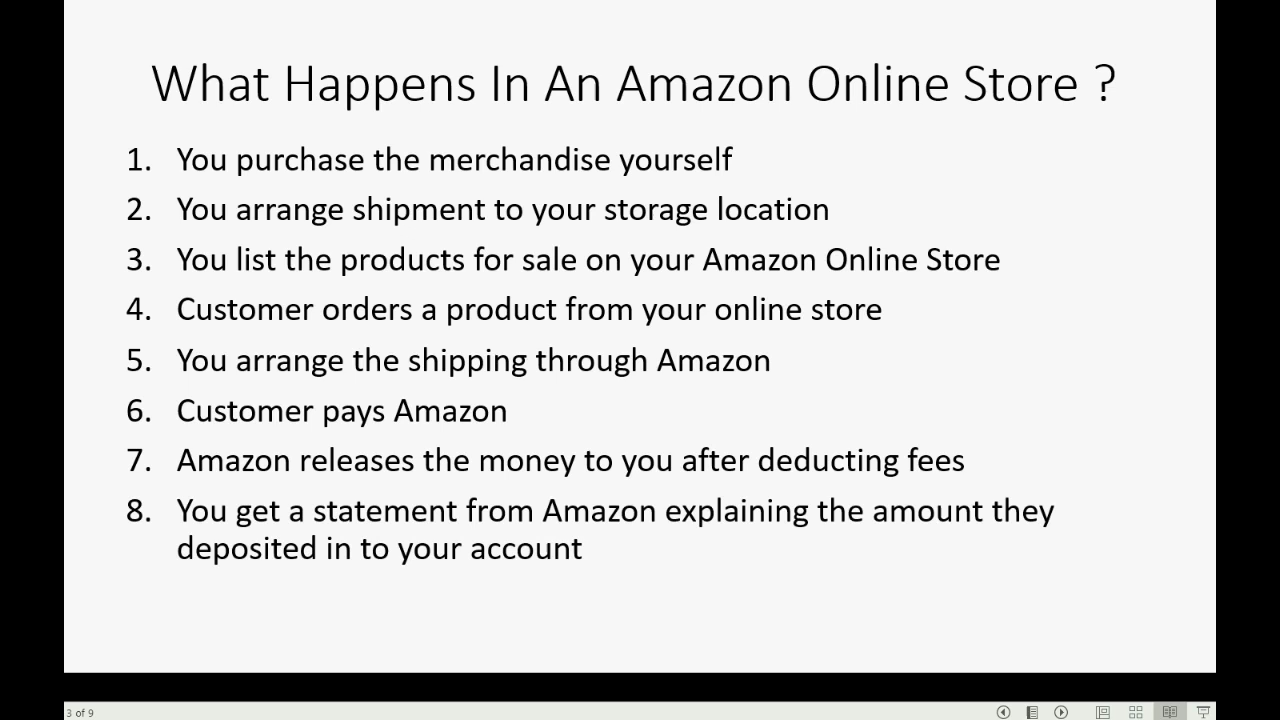 What Happens In An Amazon Online Store ?
1. You purchase the merchandise yourself
2. You arrange shipment to your storage location
3. You list the products for sale on your Amazon Online Store
4. Customer orders a product from your online store
5. You arrange the shipping through Amazon
6. Customer pays Amazon
7. Amazon releases the money to you after deducting fees
8. You get a statement from Amazon explaining the amount they
deposited in to your account
3 of 9